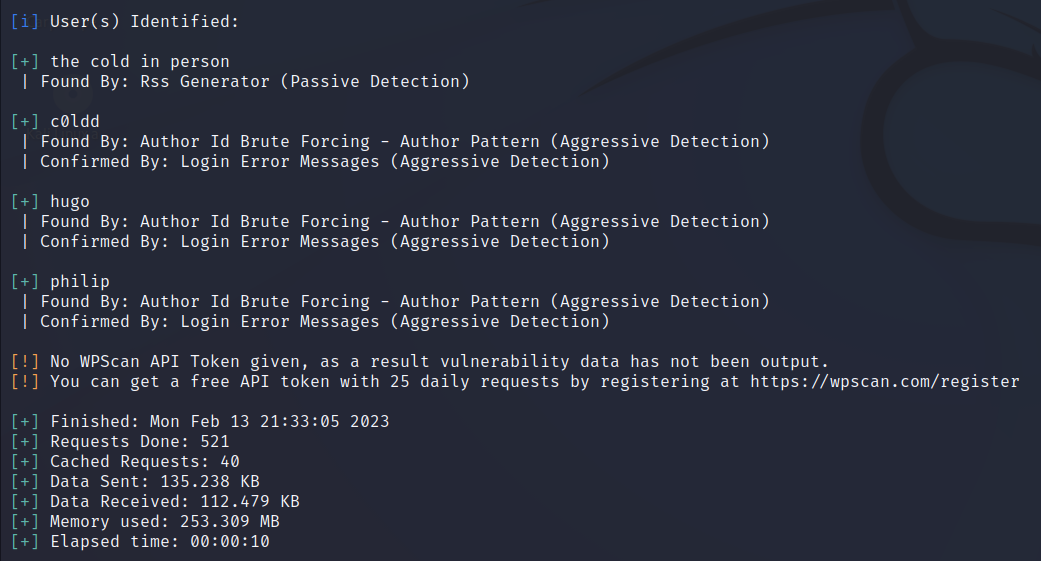 [i] User(s) Identified:
[+] the cold in person
| Found By: Rss Generator (Passive Detection)
[+] c0ldd
| Found By: Author Id Brute Forcing - Author Pattern (Aggressive Detection)
| Confirmed By: Login Error Messages (Aggressive Detection)
[+] hugo
| Found By: Author Id Brute Forcing - Author Pattern (Aggressive Detection)
| Confirmed By: Login Error Messages (Aggressive Detection)
[+] philip
| Found By: Author Id Brute Forcing - Author Pattern (Aggressive Detection)
| Confirmed By: Login Error Messages (Aggressive Detection)
[!] No WPScan API Token given, as a result vulnerability data has not been output.
[!] You can get a free API token with 25 daily requests by registering at https://wpscan.com/register
[+] Finished: Mon Feb 13 21:33:05 2023
[+] Requests Done: 521
[+] Cached Requests: 40
[+] Data Sent: 135.238 KB
[+] Data Received: 112.479 KB
[+] Memory used: 253.309 MB
[+] Elapsed time: 00:00:10